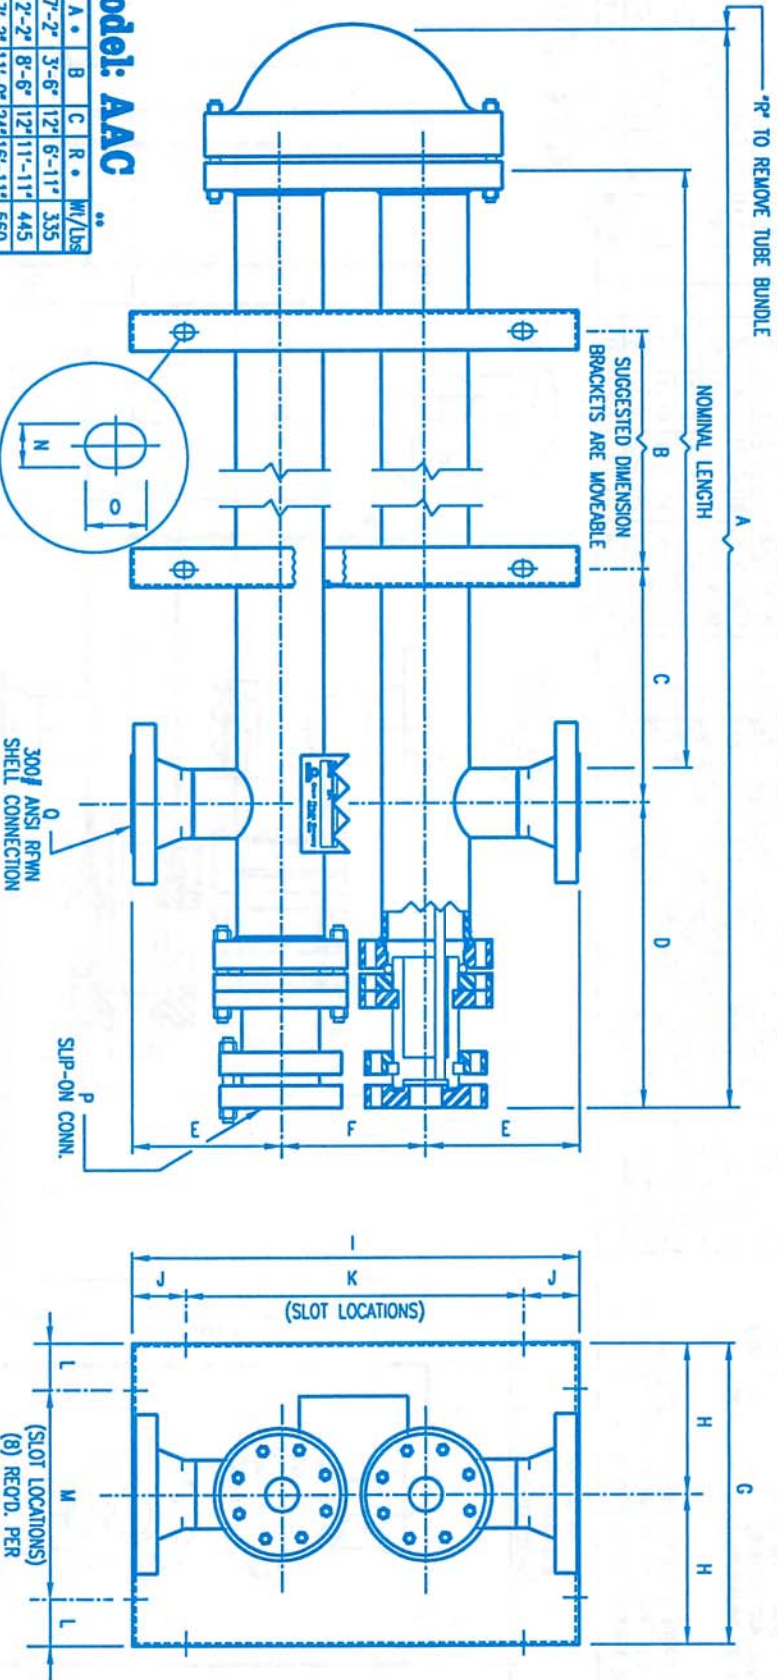 "R" TO REMOVE TUBE BUNDLE
A
NOMINAL LENGTH
B
C
D
SUGGESTED DIMENSION
BRACKETS ARE MOVEABLE
N
O
Q
300# ANSI RFWN
SHELL CONNECTION
P
SLIP-ON CONN.
E
F
E
I
J
K
J
(SLOT LOCATIONS)
G
H
H
L
M
L
(SLOT LOCATIONS)
(8) REQ'D. PER
odel: AAC
**
A * B C R * Wt/Lbs
7'-2" 3'-6" 12" 6'-11" 335
2'-2" 8'-6" 12" 11'-11" 445